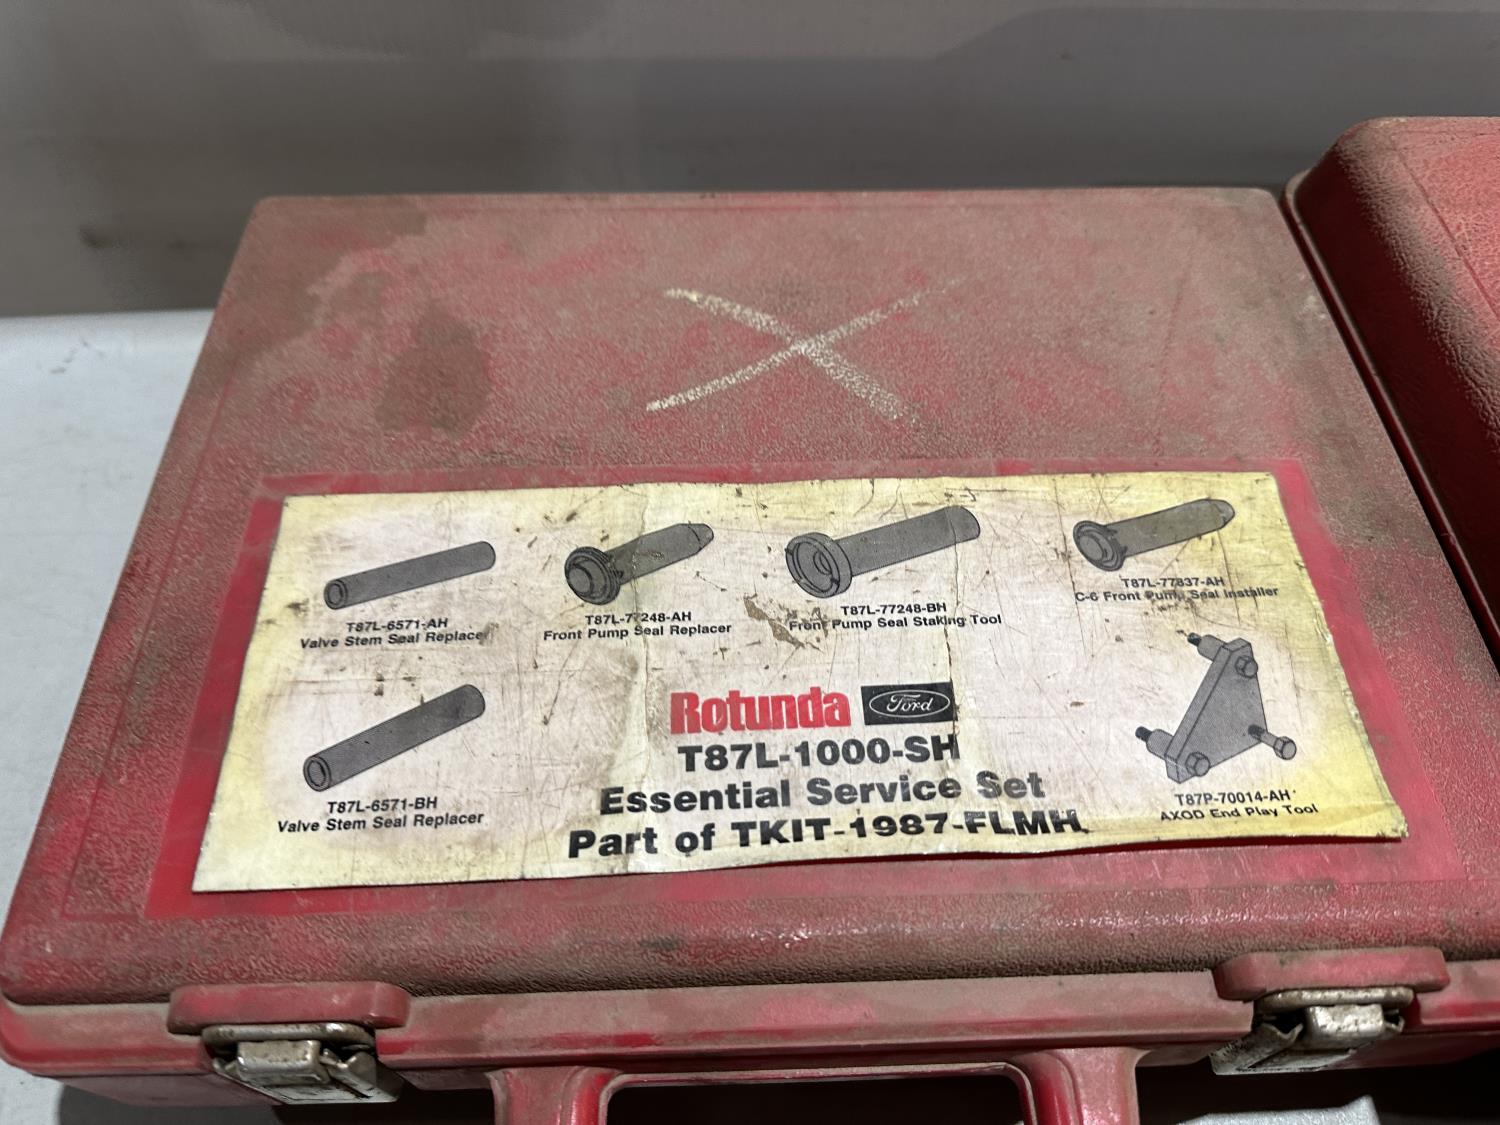 T87L-6571-AH
Valve Stem Seal Replacer
T87L-77248-AH
Front Pump Seal Replacer
T87L-77248-BH
Front Pump Seal Staking Tool
T87L-77837-AH
C-6 Front Pump Seal Installer
T87L-6571-BH
Valve Stem Seal Replacer
Rotunda Ford
T87L-1000-SH
Essential Service Set
Part of TKIT-1987-FLMH
T87P-70014-AH
AXOD End Play Tool